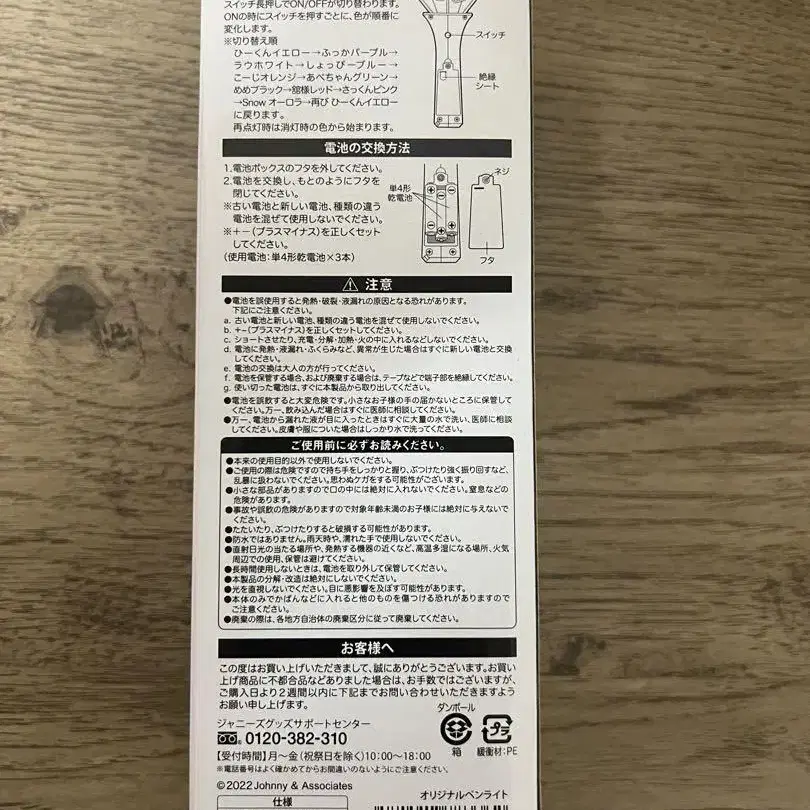 スイッチ長押しでON/OFFが切り替わります。
ONの時にスイッチを押すごとに、色が順番に
変化します。
※切り替え順
ひーくんイエロー→ふっかパープル→
ラウホワイト→しょっぴーブルー→
こーじオレンジ→あべちゃんグリーン→
めめブラック→舘様レッド→さっくんピンク
→Snow オーロラ→再び ひーくんイエロー
に戻ります。
再点灯時は消灯時の色から始まります。
スイッチ
絶縁
シート
電池の交換方法
1.電池ボックスのフタを外してください。
2.電池を交換し、もとのようにフタを
閉じてください。
※古い電池と新しい電池、種類の違う
電池を混ぜて使用しないでください。
※+-(プラスマイナス)を正しくセット
してください。
(使用電池:単4形乾電池×3本)
単4形
乾電池
ネジ
フタ
⚠ 注意
●電池を誤使用すると発熱・破裂・液漏れの原因となる恐れがあります。
下記にご注意ください。
a. 古い電池と新しい電池、種類の違う電池を混ぜて使用しないでください。
b. +-(プラスマイナス)を正しくセットしてください。
c. ショートさせたり、充電・分解・加熱・火の中に入れるなどしないでください。
d. 電池に発熱・液漏れ・ふくらみなど、異常が生じた場合はすぐに新しい電池と交換
してください。
e. 電池の交換は大人の方が行ってください。
f. 電池を保管する場合、および廃棄する場合は、テープなどで端子部を絶縁してください。
g. 使い切った電池は、すぐに本製品から取り出してください。
●電池を誤飲すると大変危険です。小さなお子様の手の届かないところに保管して
ください。万一、飲み込んだ場合はすぐに医師に相談してください。
●万一、電池から漏れた液が目に入ったときはすぐに大量の水で洗い、医師に相談
してください。皮膚や服についた場合はしっかり水で洗ってください。
ご使用前に必ずお読みください。
●本来の使用目的以外で使用しないでください。
●ご使用の際は危険ですので持ち手をしっかりと握り、ぶつけたり強く振り回すなど、
乱暴に扱わないでください。思わぬケガをする可能性がございます。
●小さな部品がありますので口の中には絶対に入れないでください。窒息などの
危険があります。
●事故や誤飲の危険がありますので対象年齢未満のお子様には絶対に与えないで
ください。
●たたいたり、ぶつけたりすると破損する可能性があります。
●防水ではありません。雨天時や、濡れた手で使用しないでください。
●直射日光の当たる場所や、発熱する機器の近くなど、高温多湿になる場所、火気
周辺での使用、保管は避けてください。
●長時間使用しないときは、電池を取り外して保管してください。
●本製品の分解・改造は絶対にしないでください。
●光を直視しないでください。目に悪影響を及ぼす可能性があります。
●本体のみでかばんなどに入れると他のものを傷つける恐れがありますので
ご注意ください。
●廃棄の際は、各地方自治体の廃棄区分に従って廃棄してください。
お客様へ
この度はお買い上げいただきまして、誠にありがとうございます。お買い
上げ商品に不都合品などありました場合は、お手数ではございますが、
ご購入日より2週間以内に下記までお問い合わせいただきますよう
お願い申し上げます。
ジャニーズグッズサポートセンター
0120-382-310
【受付時間】月~金(祝祭日を除く)10:00~18:00
※電話番号はよく確かめてからお間違いのないようにご注意ください。
ダンボール
箱
プラ
緩衝材:PE
©2022 Johnny & Associates
仕様
オリジナルペンライト